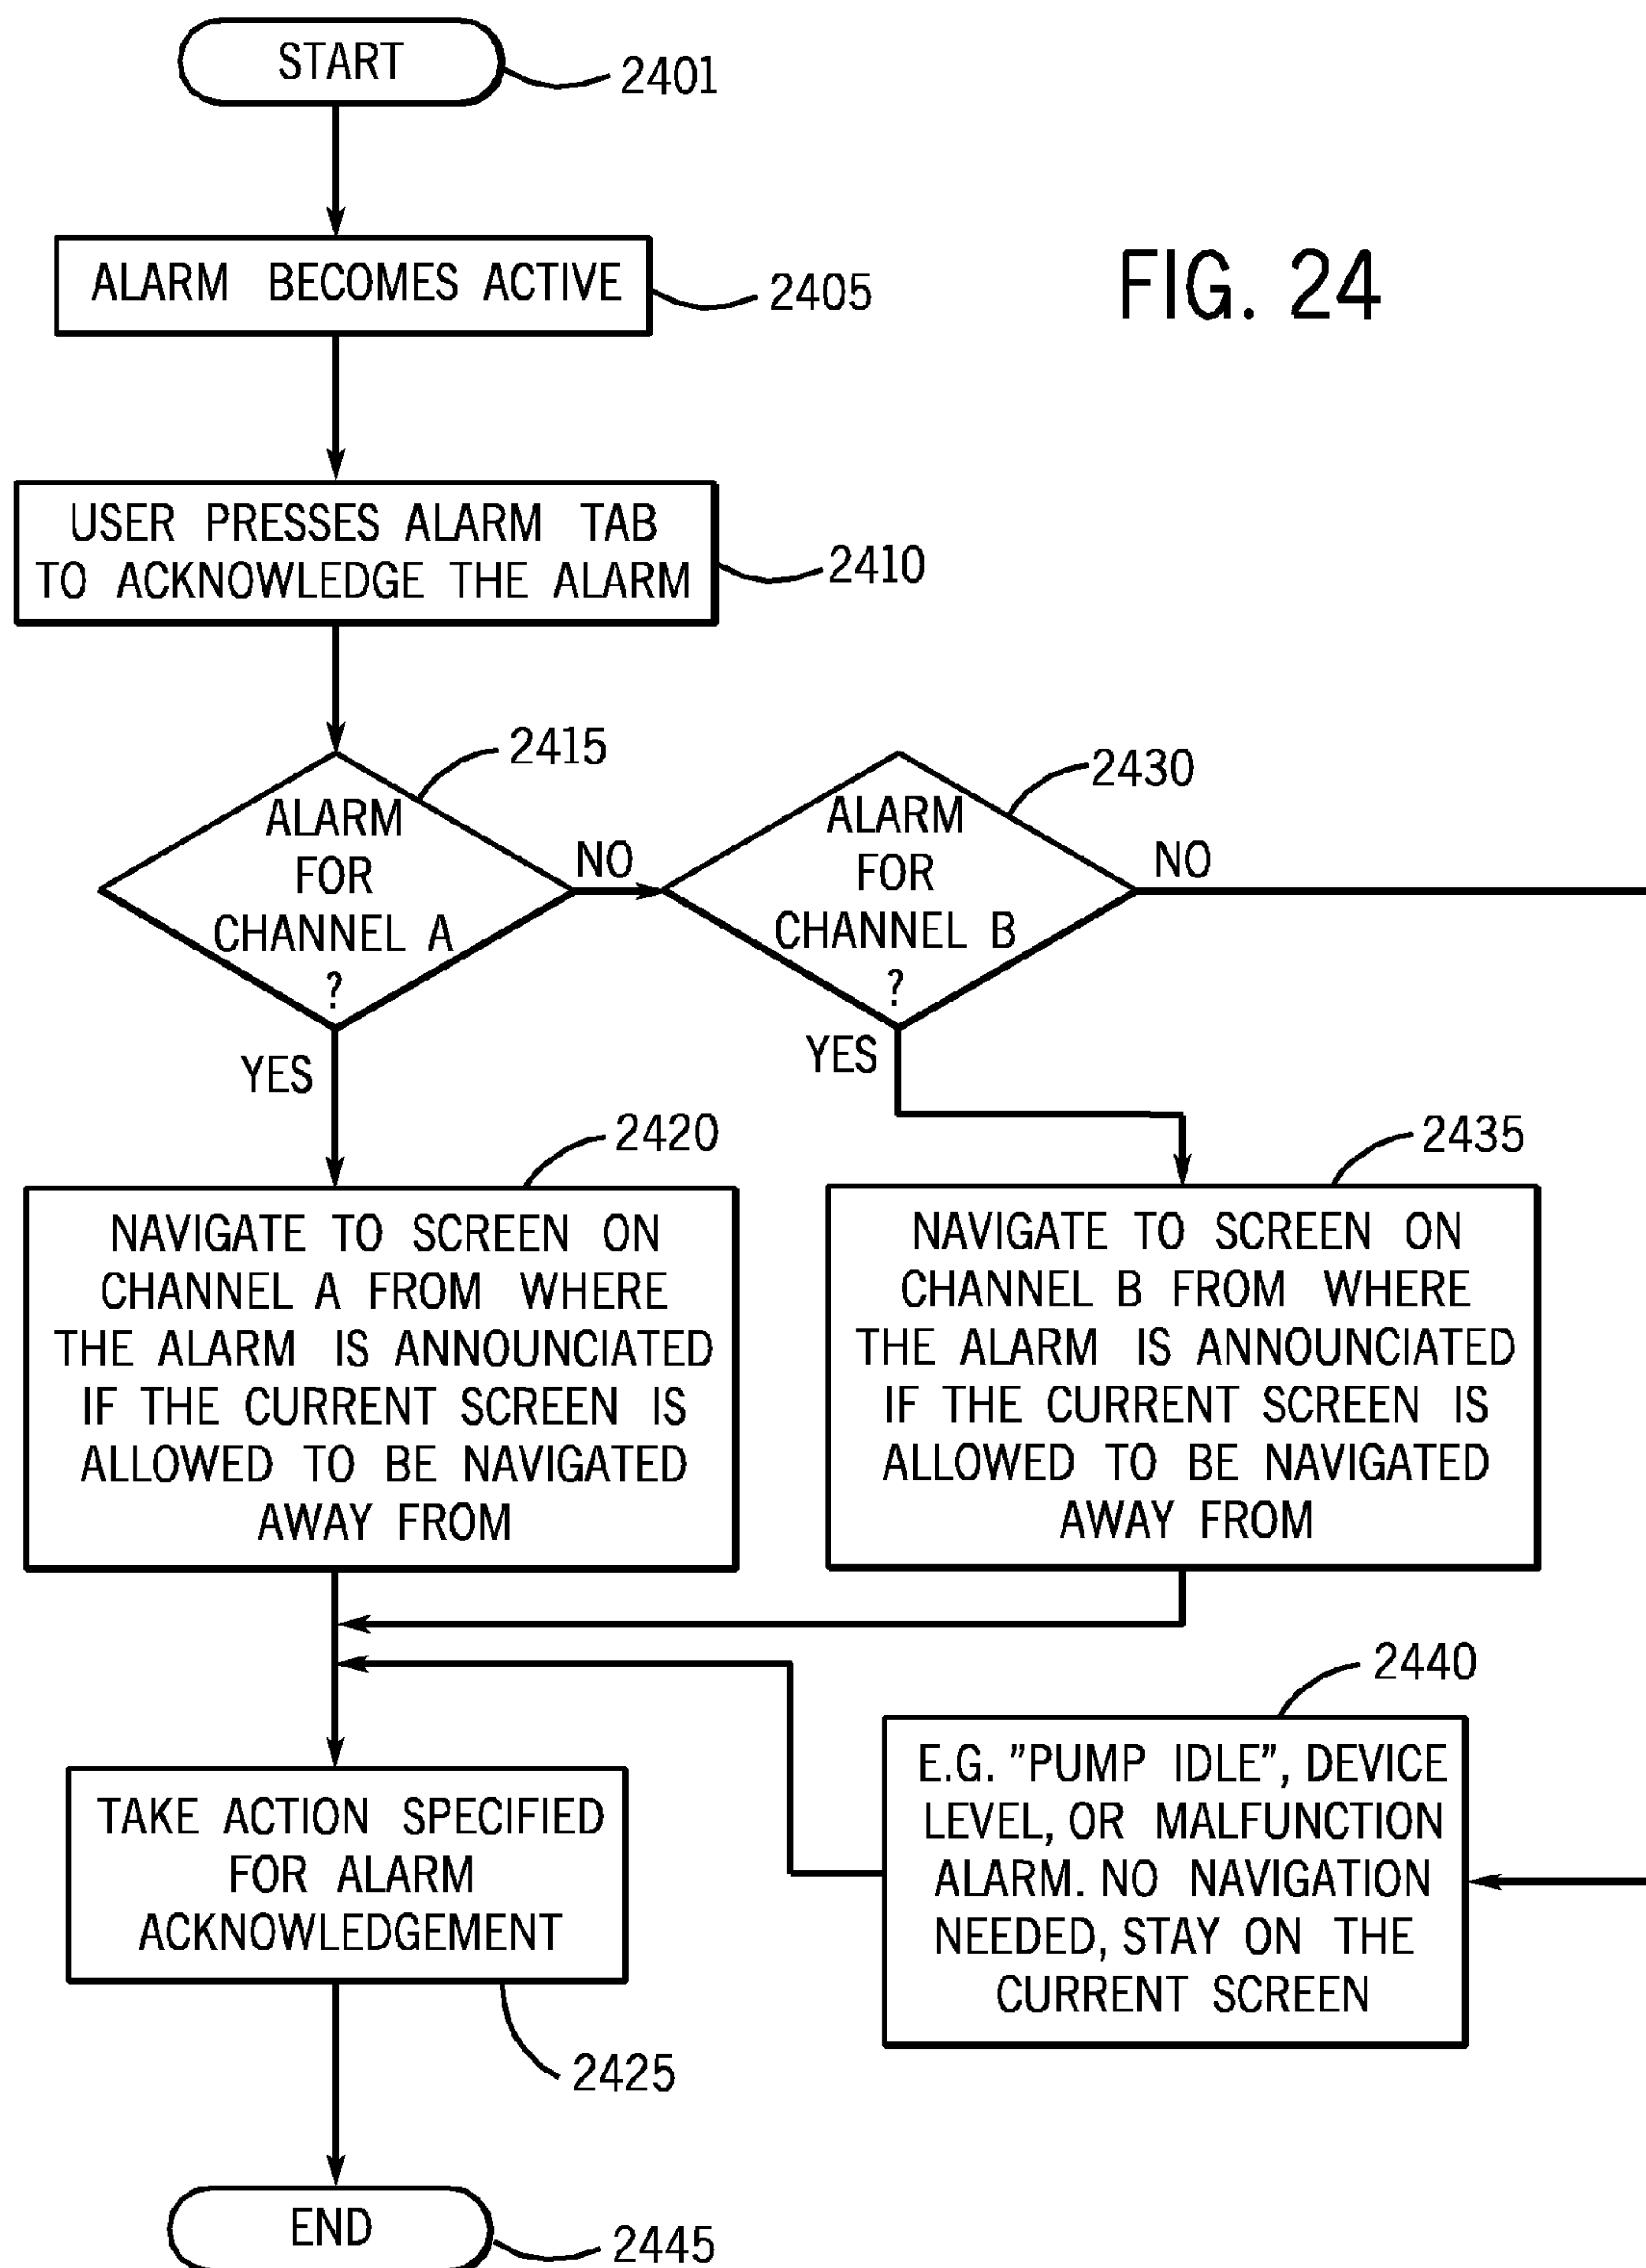 START
2401
ALARM BECOMES ACTIVE
2405
FIG. 24
USER PRESSES ALARM TAB
TO ACKNOWLEDGE THE ALARM
2410
2415
ALARM
FOR
CHANNEL A
?
NO
YES
2430
ALARM
FOR
CHANNEL B
?
NO
YES
2420
NAVIGATE TO SCREEN ON
CHANNEL A FROM WHERE
THE ALARM IS ANNOUNCIATED
IF THE CURRENT SCREEN IS
ALLOWED TO BE NAVIGATED
AWAY FROM
2435
NAVIGATE TO SCREEN ON
CHANNEL B FROM WHERE
THE ALARM IS ANNOUNCIATED
IF THE CURRENT SCREEN IS
ALLOWED TO BE NAVIGATED
AWAY FROM
2440
E.G. ”PUMP IDLE”, DEVICE
LEVEL, OR MALFUNCTION
ALARM. NO NAVIGATION
NEEDED, STAY ON THE
CURRENT SCREEN
TAKE ACTION SPECIFIED
FOR ALARM
ACKNOWLEDGEMENT
2425
END
2445